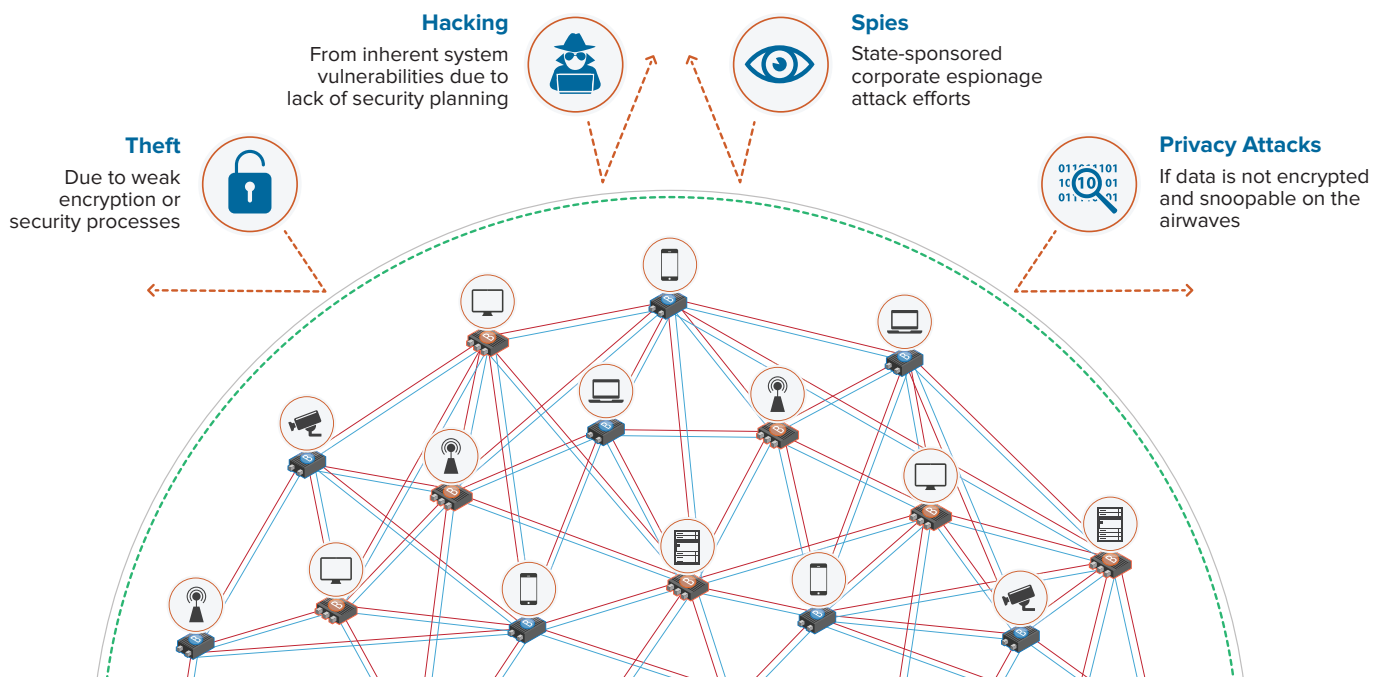 Hacking
From inherent system
vulnerabilities due to
lack of security planning
Spies
State-sponsored
corporate espionage
attack efforts
Theft
Due to weak
encryption or
security processes
Privacy Attacks
If data is not encrypted
and snoopable on the
airwaves